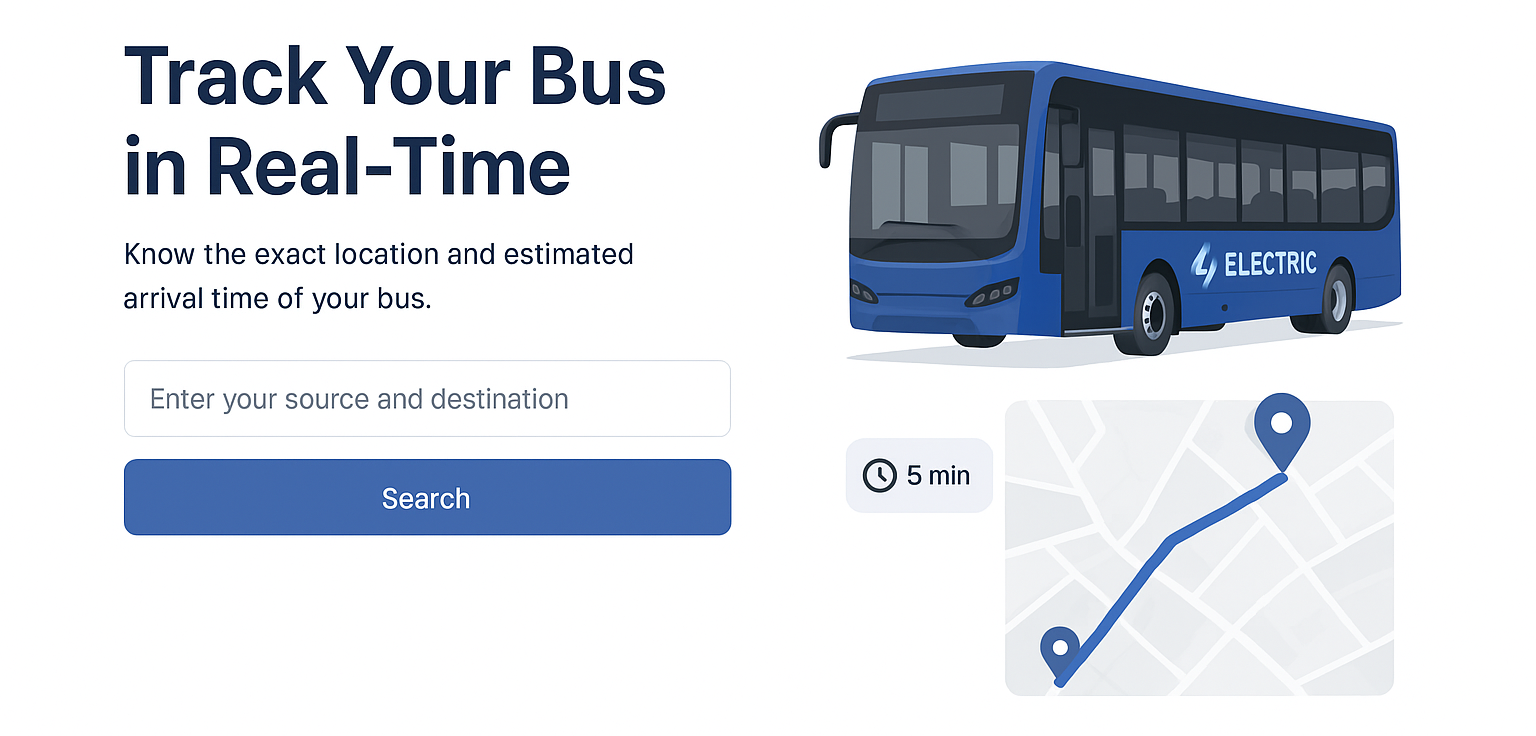 Track Your Bus
in Real-Time
Know the exact location and estimated
arrival time of your bus.
Enter your source and destination
Search
ELECTRIC
5 min